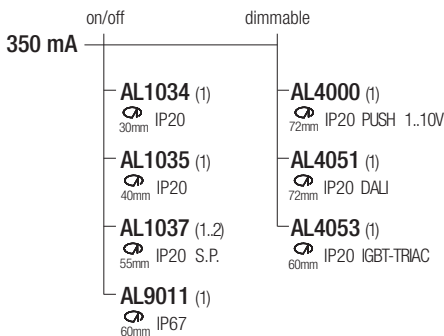 on/off dimmable
350 mA
AL1034 (1)
30mm IP20
AL1035 (1)
40mm IP20
AL1037 (1..2)
55mm IP20 S.P.
AL9011 (1)
60mm IP67
AL4000 (1)
72mm IP20 PUSH 1..10V
AL4051 (1)
72mm IP20 DALI
AL4053 (1)
60mm IP20 IGBT-TRIAC